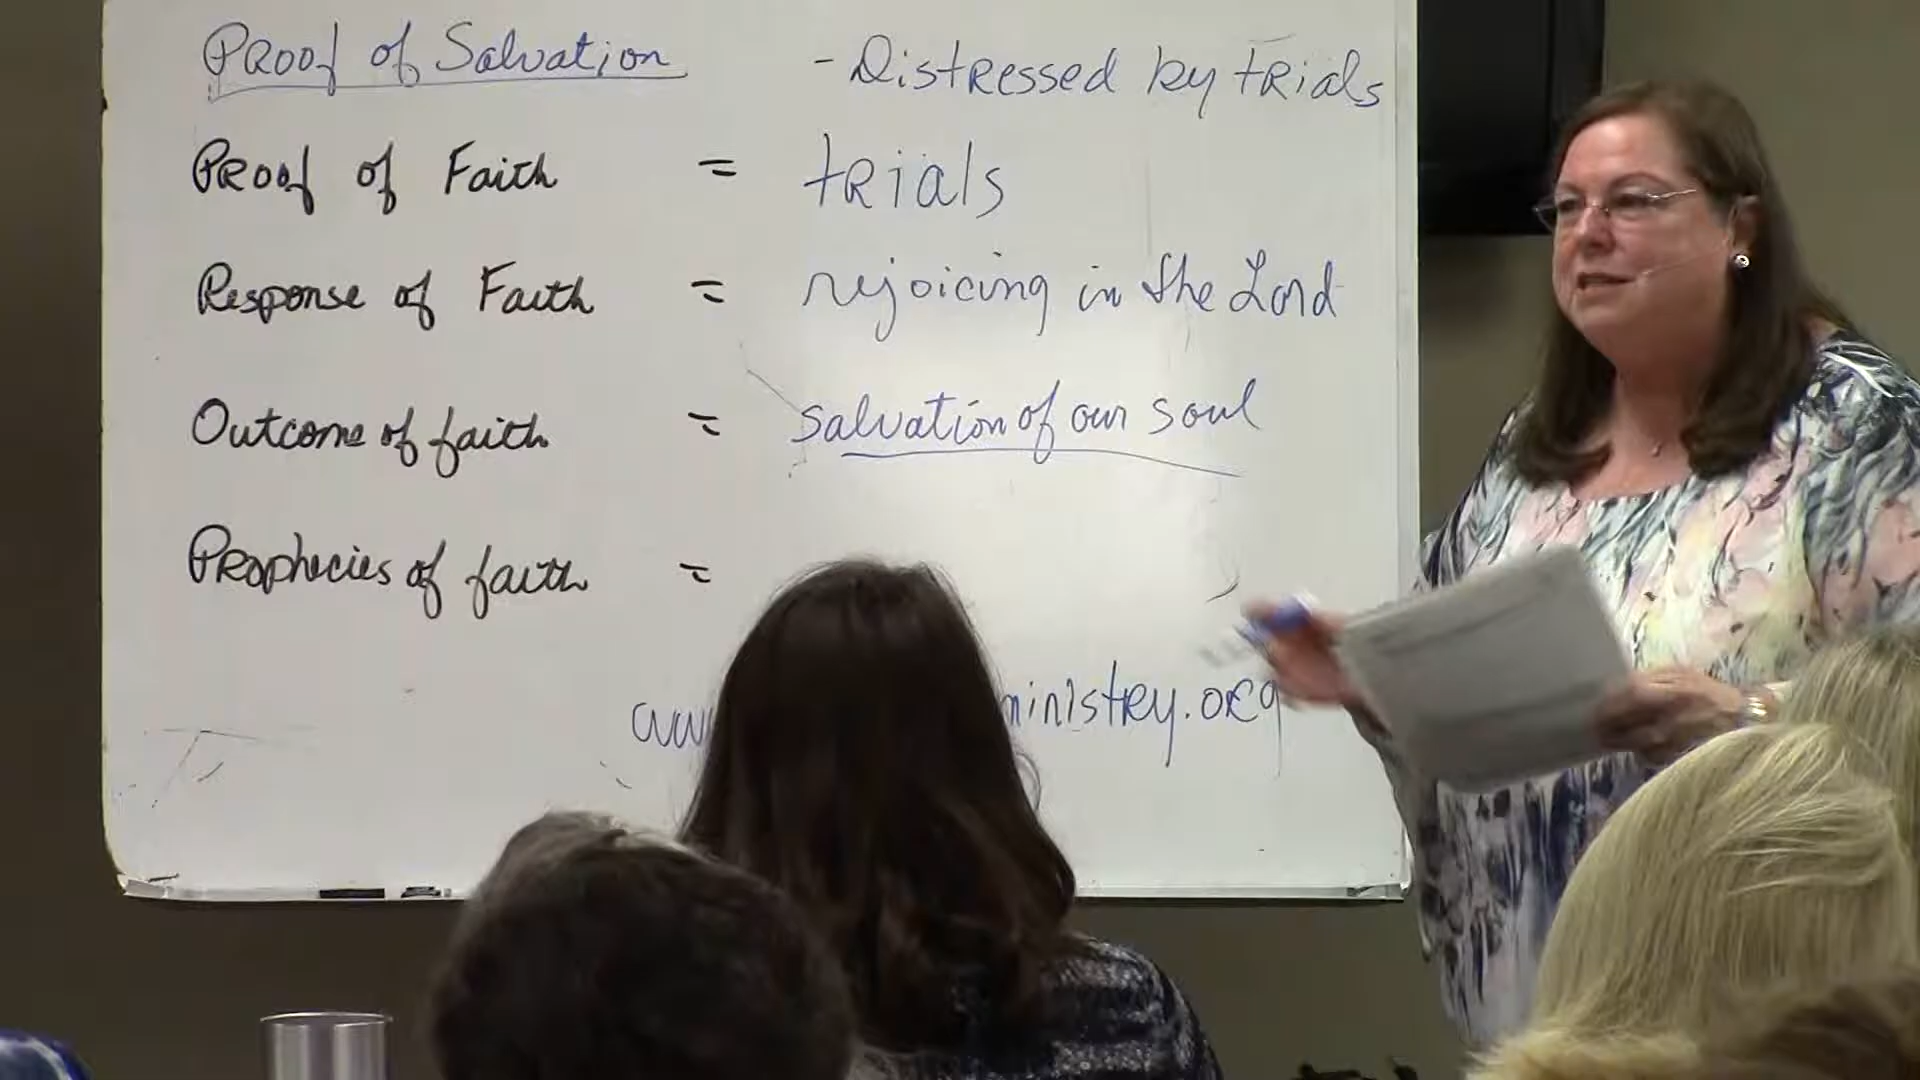 Proof of Salvation - Distressed by trials
Proof of Faith = trials
Response of Faith = rejoicing in the Lord
Outcome of faith = salvation of our soul
Prophecies of faith =
ministry.org